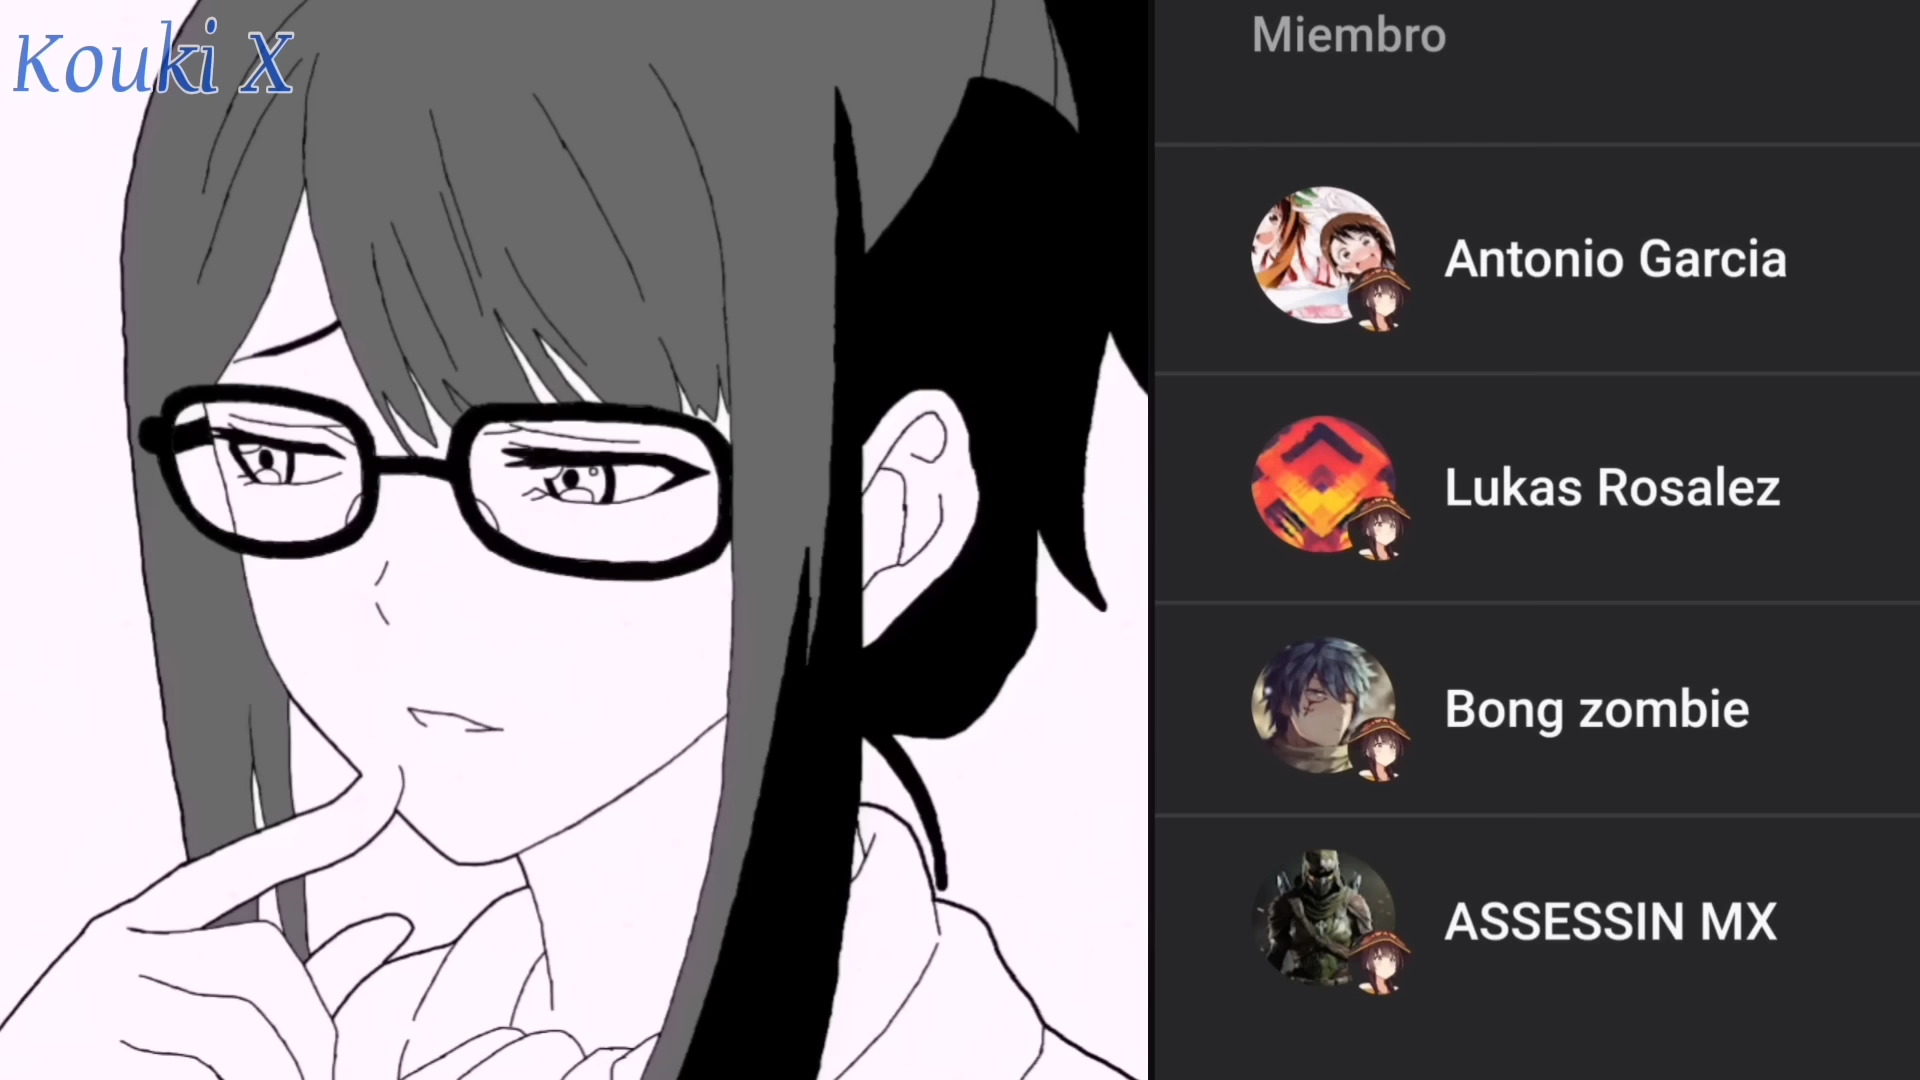 Kouki X
Miembro
Antonio Garcia
Lukas Rosalez
Bong zombie
ASSESSIN MX